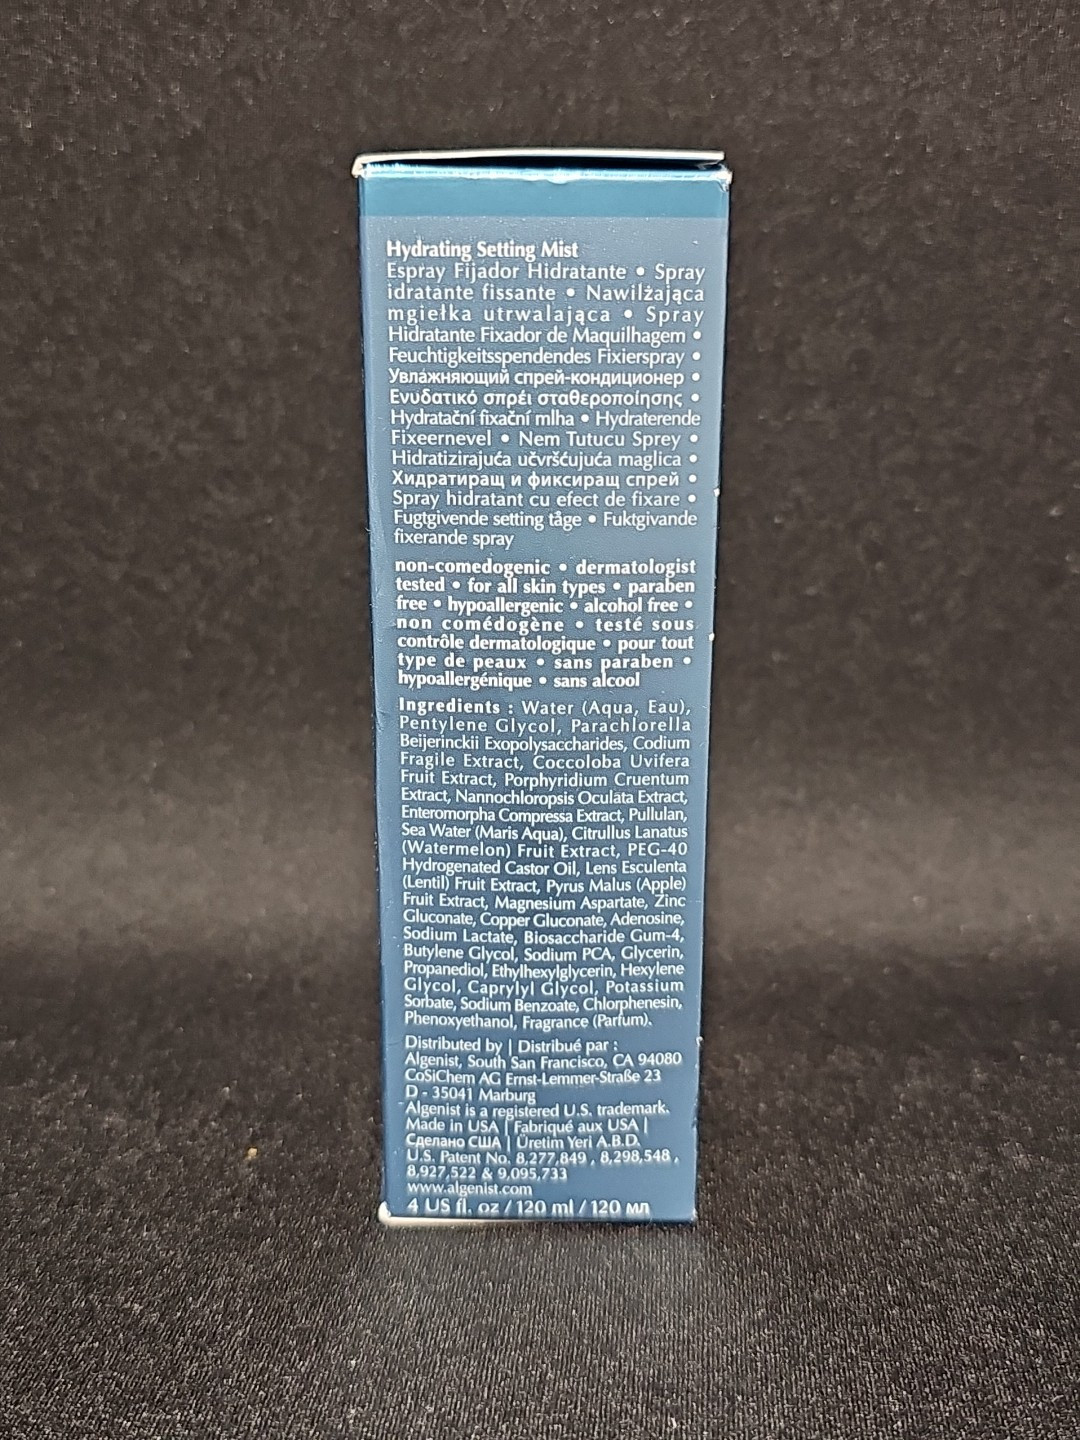 Hydrating Setting Mist
Espray Fijador Hidratante • Spray
idratante fissante • Nawilżająca
mgiełka utrwalająca • Spray
Hidratante Fixador de Maquilhagem •
Feuchtigkeitsspendendes Fixierspray •
Увлажняющий спрей-кондиционер •
Ενυδατικό σπρέι σταθεροποίησης •
Hydratační fixační mlha • Hydraterende
Fixeernevel • Nem Tutucu Sprey •
Hidratizirajuća učvršćujuća maglica •
Хидратиращ и фиксиращ спрей •
Spray hidratant cu efect de fixare •
Fugtgivende setting tåge • Fuktgivande
fixerande spray
non-comedogenic • dermatologist
tested • for all skin types • paraben
free • hypoallergenic • alcohol free •
non comédogène • testé sous
contrôle dermatologique • pour tout
type de peaux • sans paraben •
hypoallergénique • sans alcool
Ingredients : Water (Aqua, Eau),
Pentylene Glycol, Parachlorella
Beijerinckii Exopolysaccharides, Codium
Fragile Extract, Coccoloba Uvifera
Fruit Extract, Porphyridium Cruentum
Extract, Nannochloropsis Oculata Extract,
Enteromorpha Compressa Extract, Pullulan,
Sea Water (Maris Aqua), Citrullus Lanatus
(Watermelon) Fruit Extract, PEG-40
Hydrogenated Castor Oil, Lens Esculenta
(Lentil) Fruit Extract, Pyrus Malus (Apple)
Fruit Extract, Magnesium Aspartate, Zinc
Gluconate, Copper Gluconate, Adenosine,
Sodium Lactate, Biosaccharide Gum-4,
Butylene Glycol, Sodium PCA, Glycerin,
Propanediol, Ethylhexylglycerin, Hexylene
Glycol, Caprylyl Glycol, Potassium
Sorbate, Sodium Benzoate, Chlorphenesin,
Phenoxyethanol, Fragrance (Parfum).
Distributed by | Distribué par :
Algenist, South San Francisco, CA 94080
CoSiChem AG Ernst-Lemmer-Straße 23
D - 35041 Marburg
Algenist is a registered U.S. trademark.
Made in USA | Fabriqué aux USA |
Сделано США | Üretim Yeri A.B.D.
U.S. Patent No. 8,277,849 , 8,298,548 ,
8,927,522 & 9,095,733
www.algenist.com
4 US fl. oz / 120 ml / 120 мл